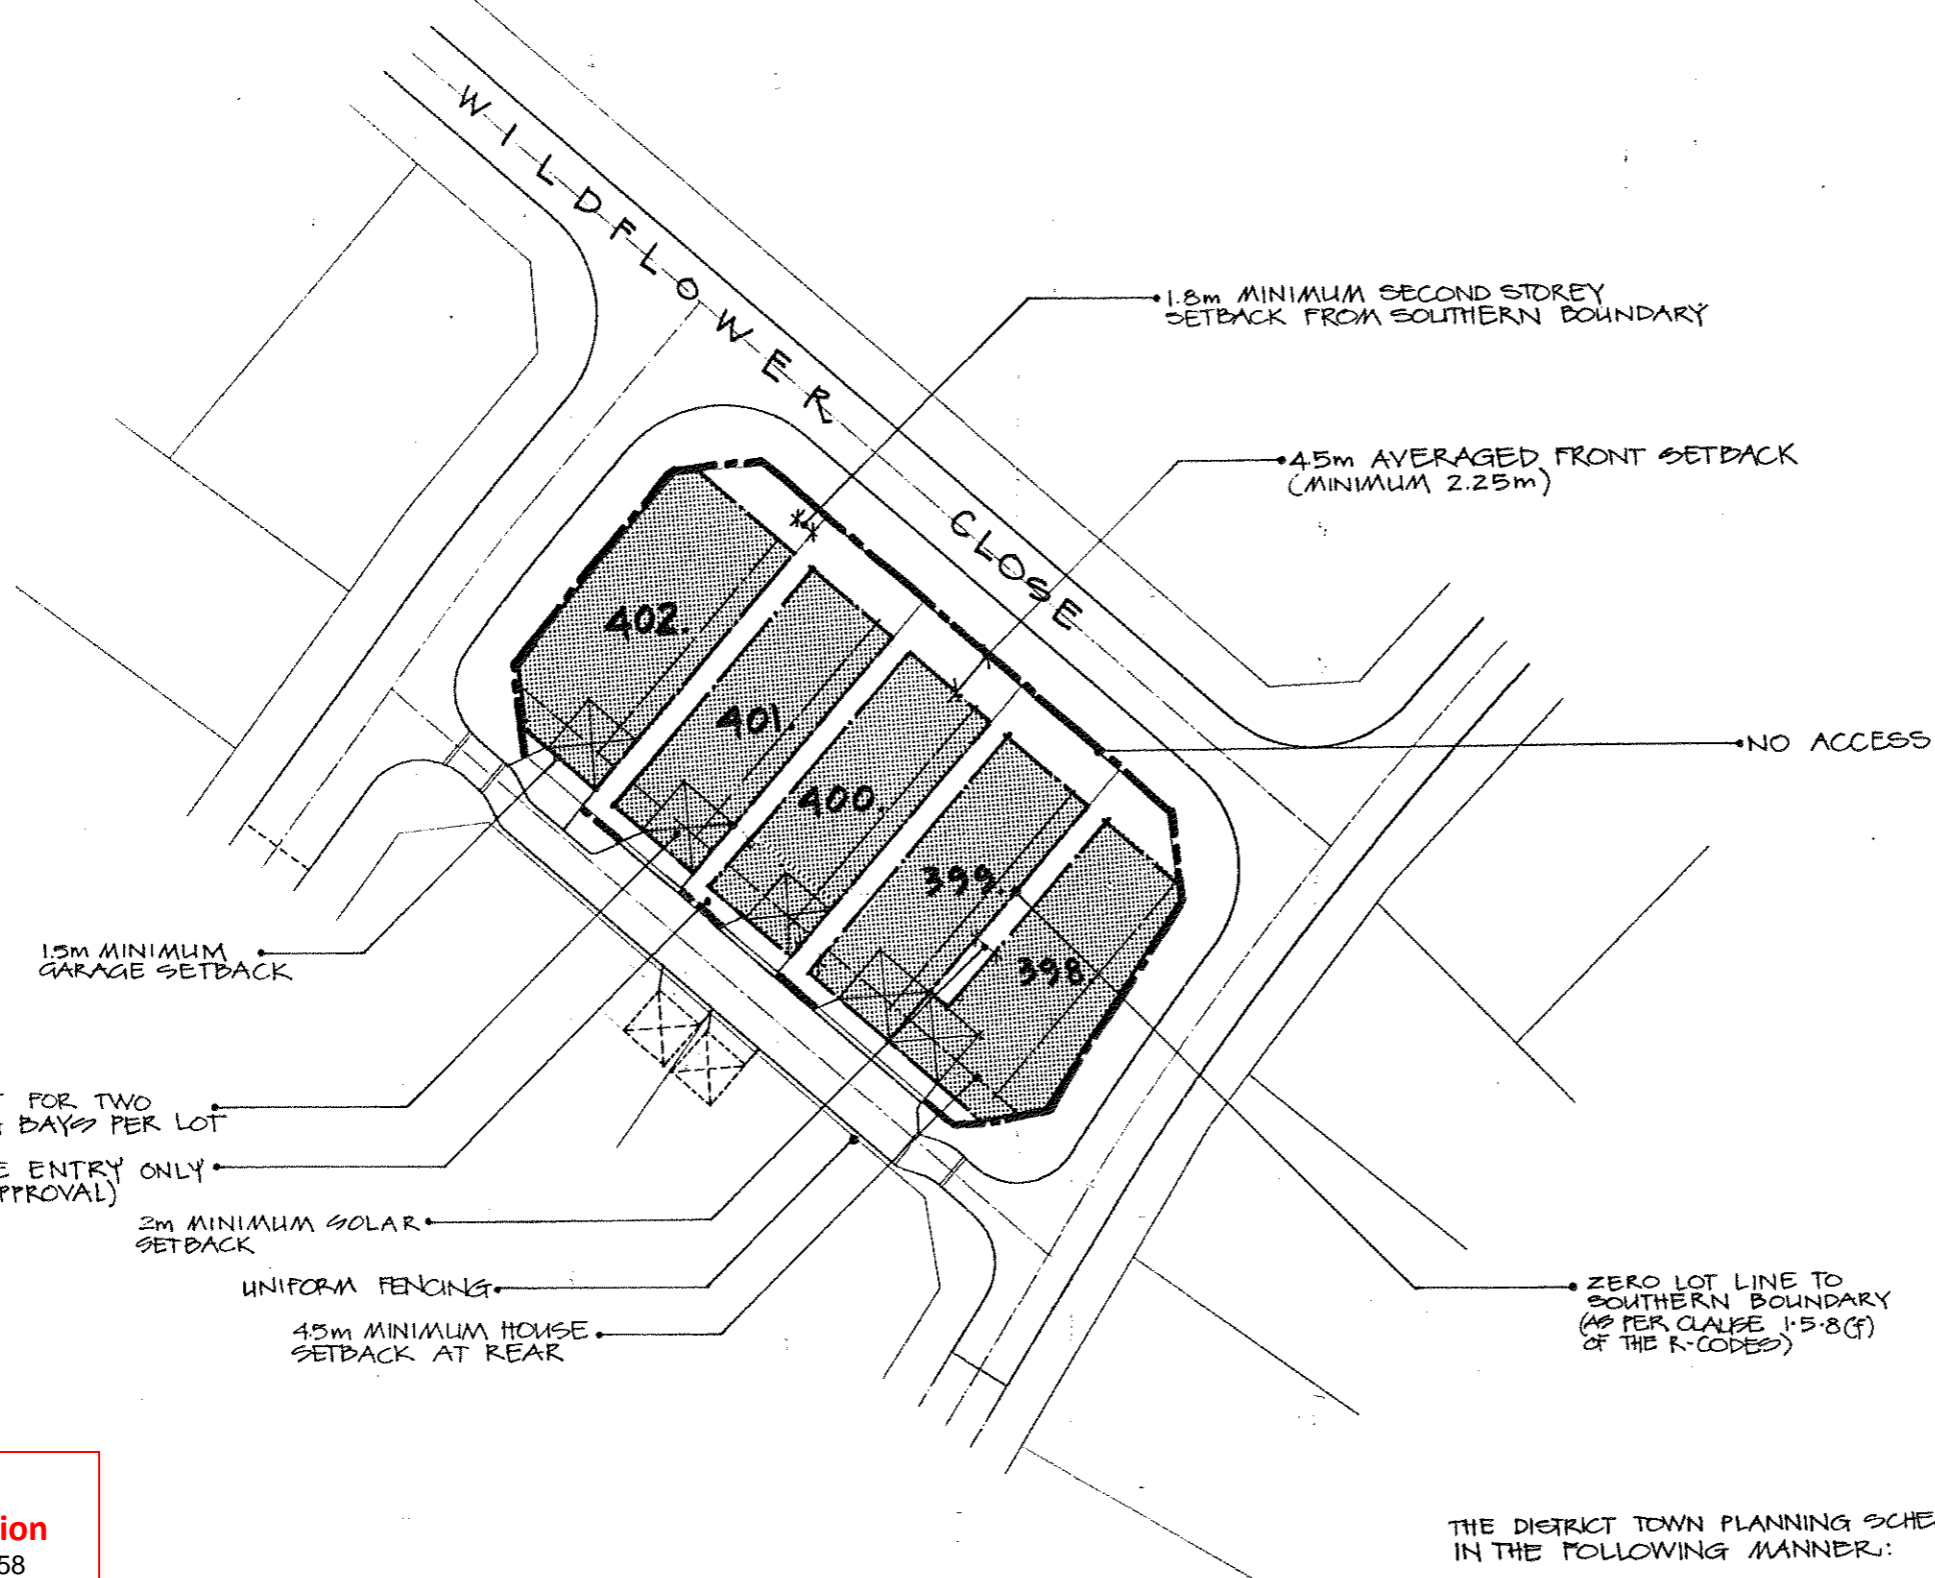 WILDFLOWER
CLOSE
1.8m MINIMUM SECOND STOREY
SETBACK FROM SOUTHERN BOUNDARY
4.5m AVERAGED FRONT SETBACK
(MINIMUM 2.25m)
NO ACCESS
402.
401.
400.
399.
398
1.5m MINIMUM
GARAGE SETBACK
FOR TWO
BAYS PER LOT
ENTRY ONLY
2m MINIMUM SOLAR
SETBACK
UNIFORM FENCING
4.5m MINIMUM HOUSE
SETBACK AT REAR
ZERO LOT LINE TO
SOUTHERN BOUNDARY
(AS PER CLAUSE 1.5.8(f)
OF THE R-CODES)
ion
58
THE DISTRICT TOWN PLANNING SCHE
IN THE FOLLOWING MANNER: